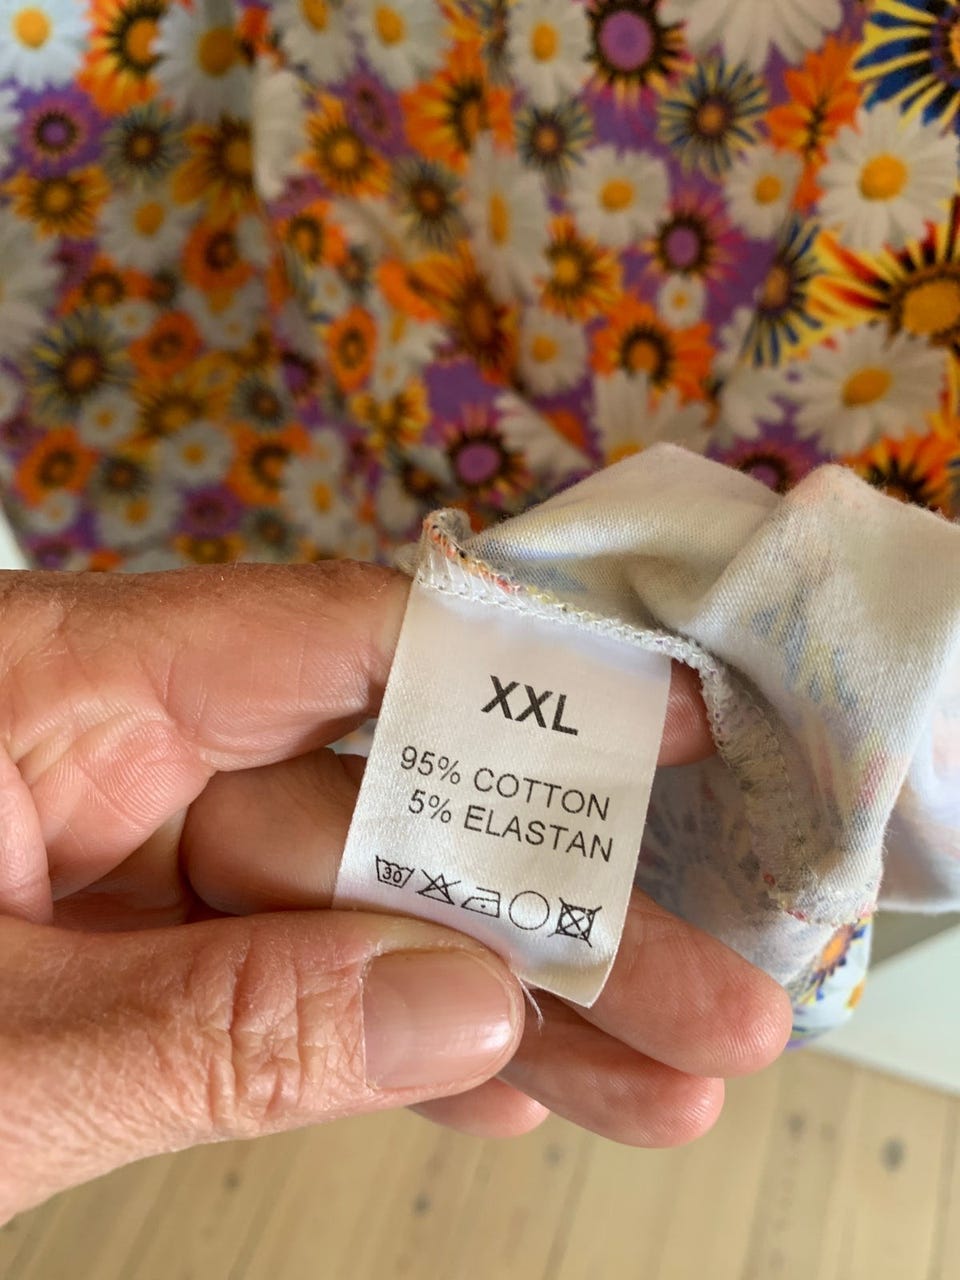 XXL
95% COTTON
5% ELASTAN
30